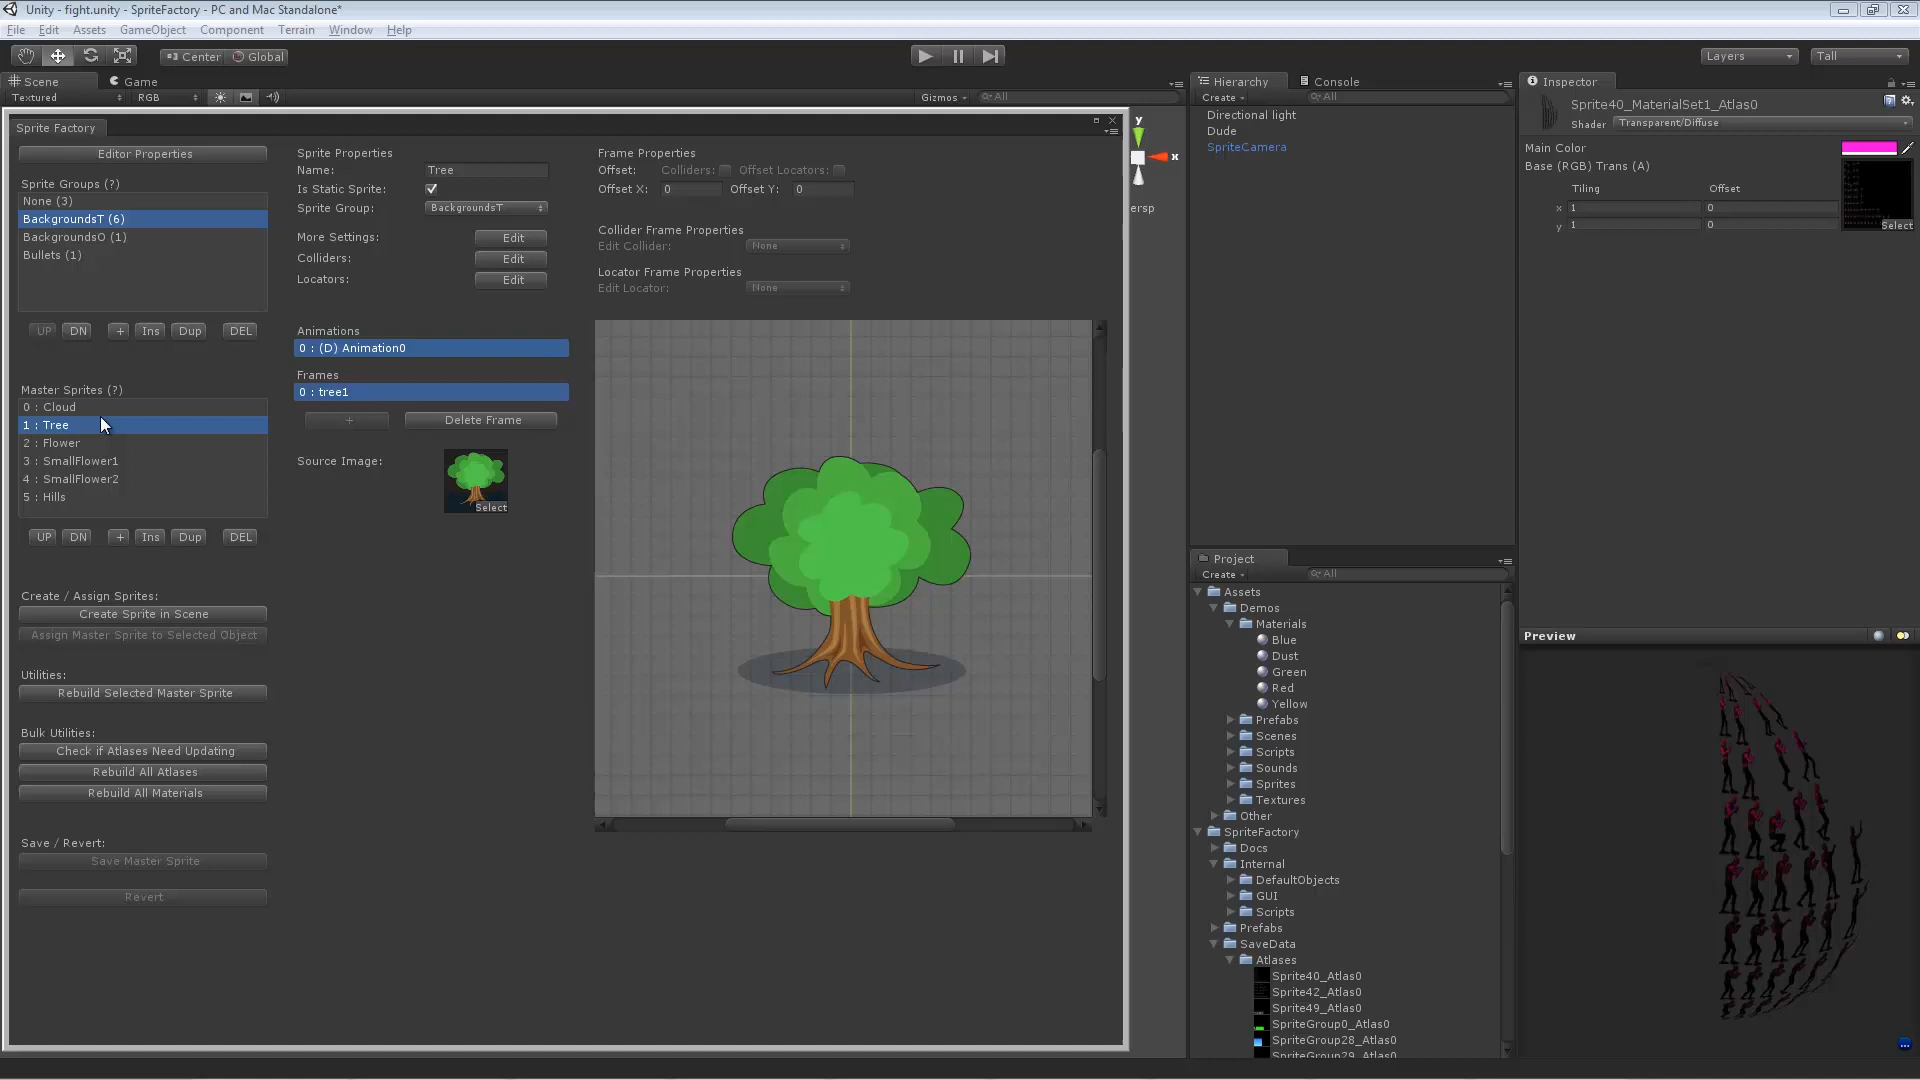 Unity - fight.unity - SpriteFactory - PC and Mac Standalone*
File Edit Assets GameObject Component Terrain Window Help
Center Global
Layers
Tall
Scene
Game
Textured
RGB
Gizmos
All
Sprite Factory
Editor Properties
Sprite Groups (?)
None (3)
BackgroundsT (6)
BackgroundsO (1)
Bullets (1)
UP DN + Ins Dup DEL
Master Sprites (?)
0 : Cloud
1 : Tree
2 : Flower
3 : SmallFlower1
4 : SmallFlower2
5 : Hills
UP DN + Ins Dup DEL
Create / Assign Sprites:
Create Sprite in Scene
Assign Master Sprite to Selected Object
Utilities:
Rebuild Selected Master Sprite
Bulk Utilities:
Check if Atlases Need Updating
Rebuild All Atlases
Rebuild All Materials
Save / Revert:
Save Master Sprite
Revert
Sprite Properties
Name: Tree
Is Static Sprite:
Sprite Group: BackgroundsT
More Settings: Edit
Colliders: Edit
Locators: Edit
Animations
0 : (D) Animation0
Frames
0 : tree1
+ Delete Frame
Source Image:
Select
Frame Properties
Offset: Colliders: Offset Locators:
Offset X: 0 Offset Y: 0
Collider Frame Properties
Edit Collider: None
Locator Frame Properties
Edit Locator: None
y
x
ersp
Hierarchy
Console
Create
All
Directional light
Dude
SpriteCamera
Project
Create
All
Assets
Demos
Materials
Blue
Dust
Green
Red
Yellow
Prefabs
Scenes
Scripts
Sounds
Sprites
Textures
Other
SpriteFactory
Docs
Internal
DefaultObjects
GUI
Scripts
Prefabs
SaveData
Atlases
Sprite40_Atlas0
Sprite42_Atlas0
Sprite49_Atlas0
SpriteGroup0_Atlas0
SpriteGroup28_Atlas0
SpriteGroup29_Atlas0
Inspector
Sprite40_MaterialSet1_Atlas0
Shader Transparent/Diffuse
Main Color
Base (RGB) Trans (A)
Tiling Offset
x 1 0
y 1 0
Select
Preview